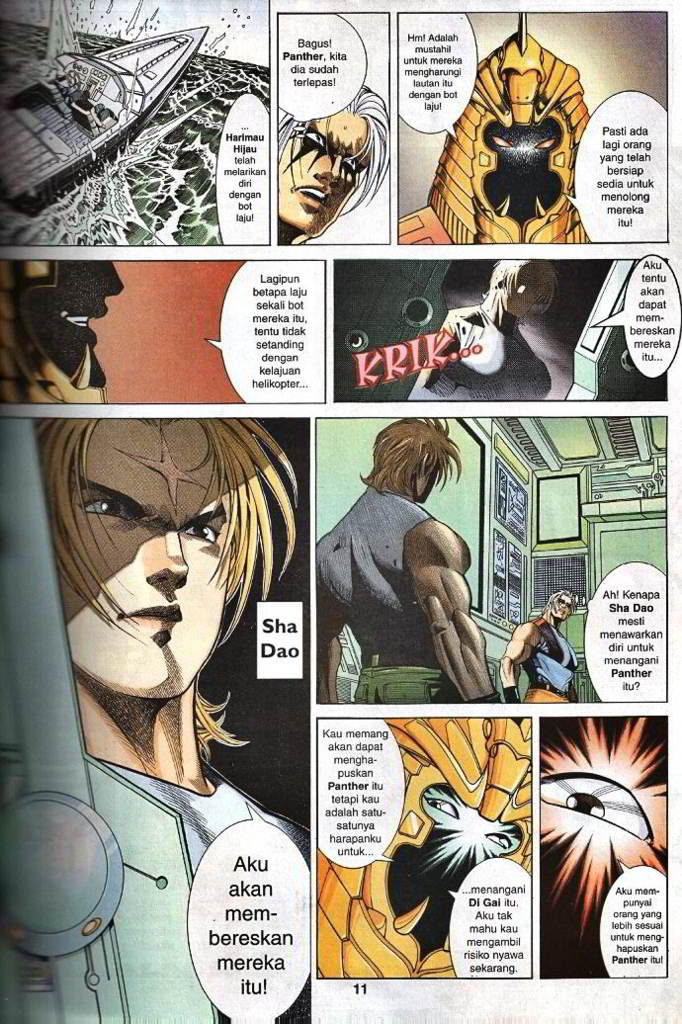 ...
Harimau
Hijau
telah
melarikan
diri
dengan
bot
laju!
Bagus!
Panther, kita
dia sudah
terlepas!
Hm! Adalah
mustahil
untuk mereka
mengharungi
lautan itu
dengan bot
laju!
Pasti ada
lagi orang
yang telah
bersiap
sedia untuk
menolong
mereka
itu!
Lagipun
betapa laju
sekali bot
mereka itu,
tentu tidak
setanding
dengan
kelajuan
helikopter...
KRIK...
Aku
tentu
akan
dapat
mem-
bereskan
mereka
itu...
Sha
Dao
Aku
akan
mem-
bereskan
mereka
itu!
Ah! Kenapa
Sha Dao
mesti
menawarkan
diri untuk
menangani
Panther
itu?
Kau memang
akan dapat
mengha-
puskan
Panther itu
tetapi kau
adalah satu-
satunya
harapanku
untuk...
...menangani
Di Gai itu.
Aku tak
mahu kau
mengambil
risiko nyawa
sekarang.
Aku mem-
punyai
orang yang
lebih sesuai
untuk meng-
hapuskan
Panther itu!
11